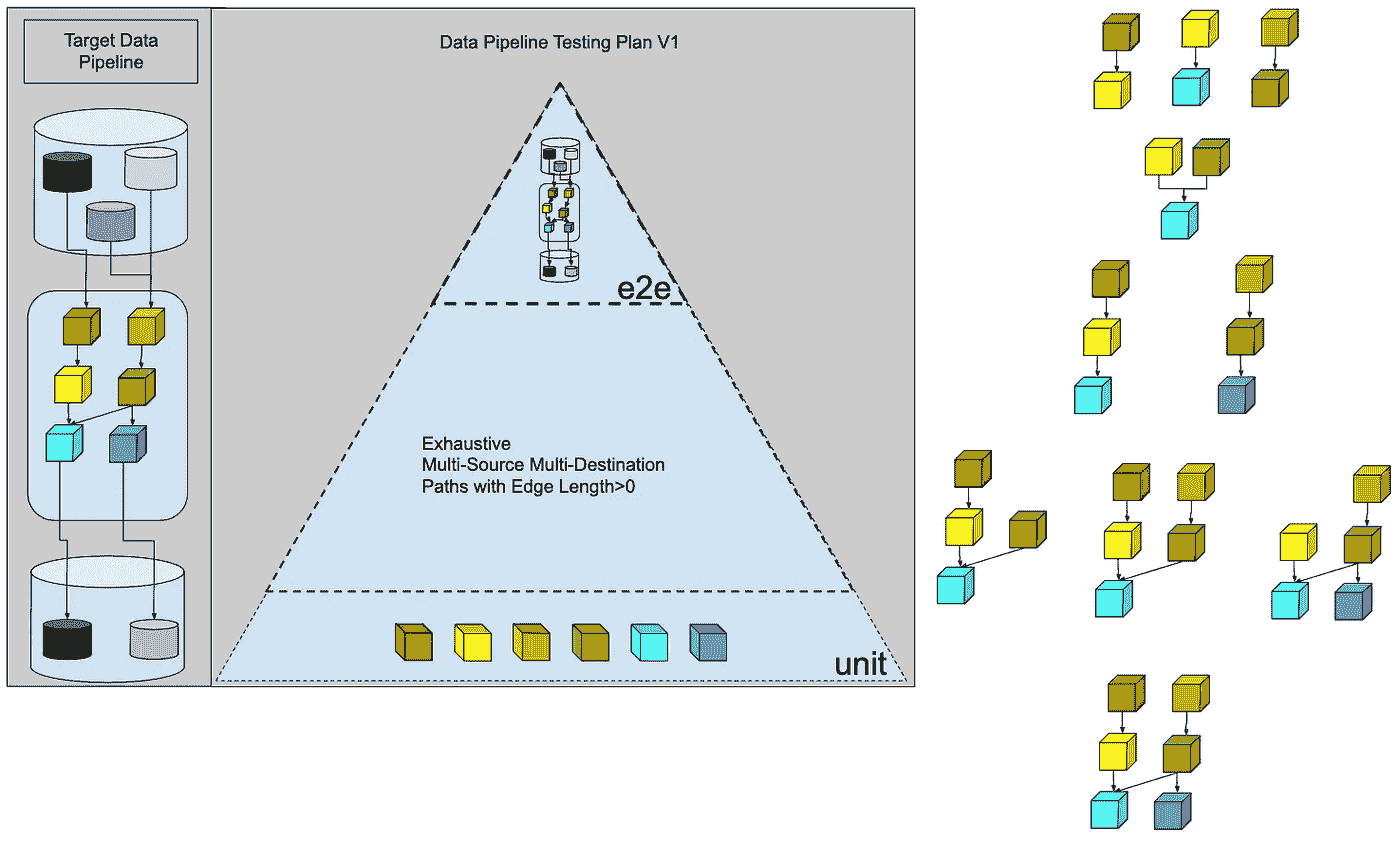 Target Data
Pipeline
Data Pipeline Testing Plan V1
e2e
Exhaustive
Multi-Source Multi-Destination
Paths with Edge Length>0
unit